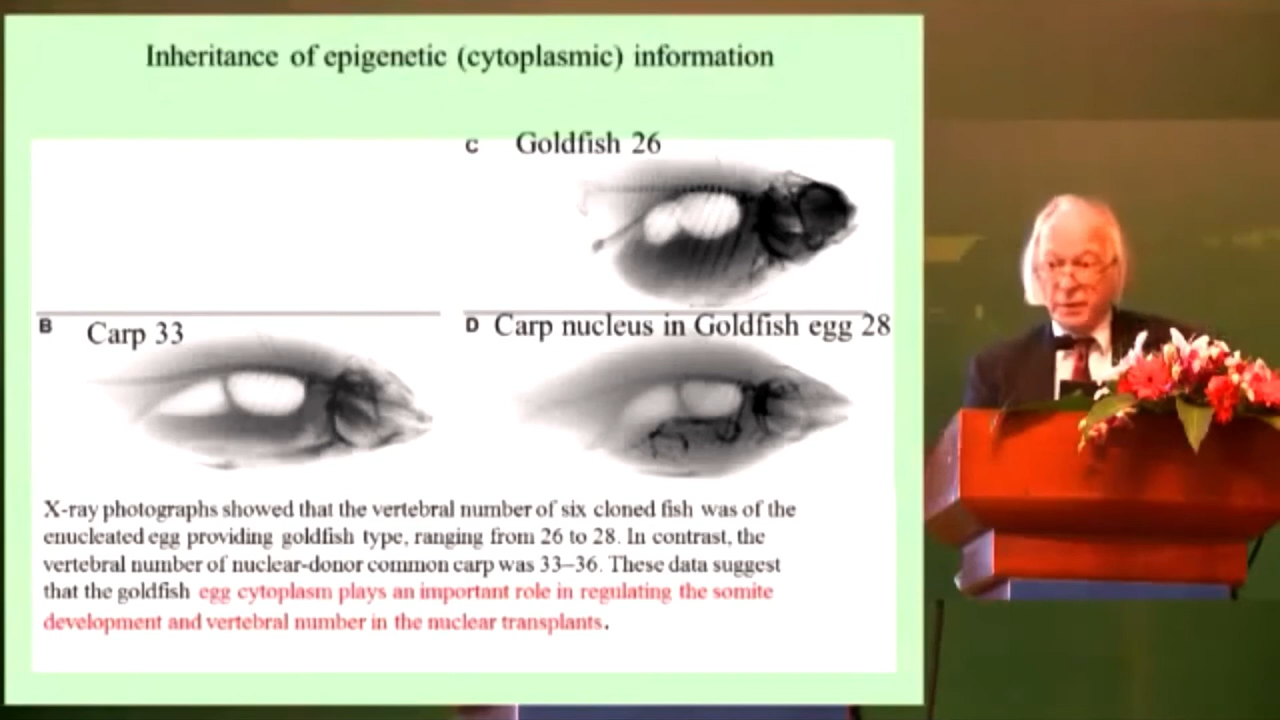 Inheritance of epigenetic (cytoplasmic) information
C Goldfish 26
B Carp 33
D Carp nucleus in Goldfish egg 28
X-ray photographs showed that the vertebral number of six cloned fish was of the
enucleated egg providing goldfish type, ranging from 26 to 28. In contrast, the
vertebral number of nuclear-donor common carp was 33–36. These data suggest
that the goldfish egg cytoplasm plays an important role in regulating the somite
development and vertebral number in the nuclear transplants.